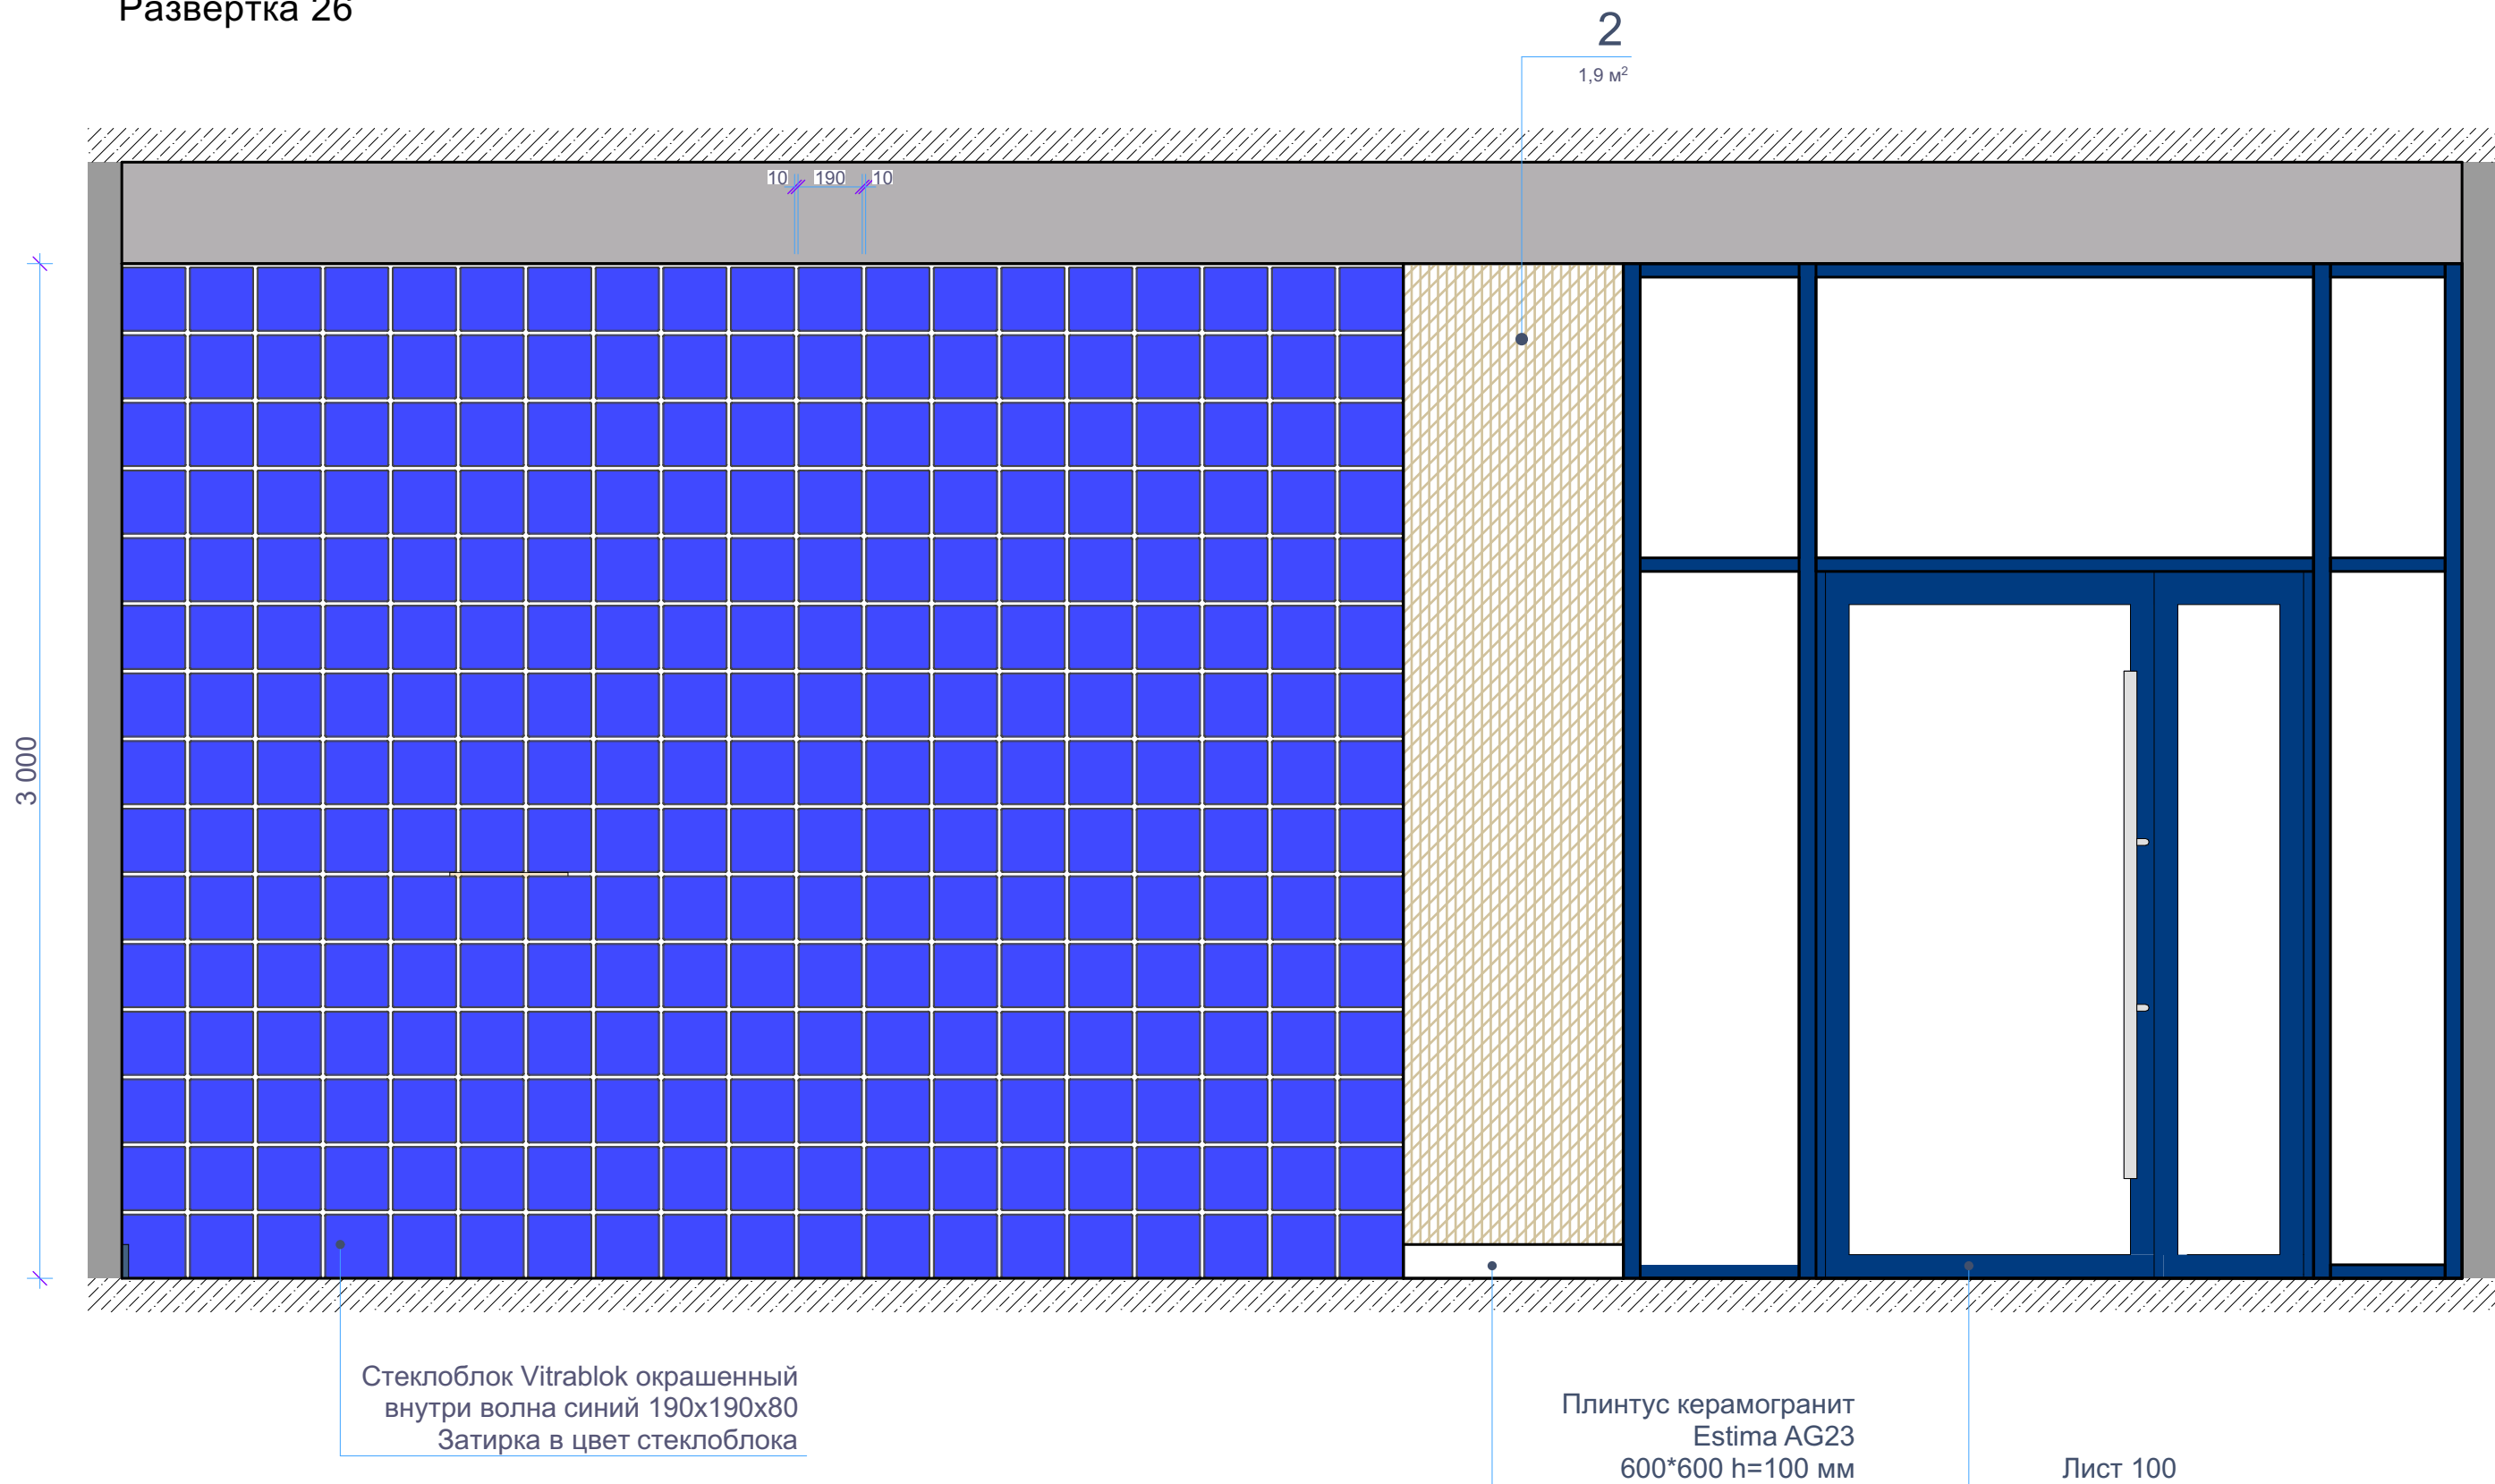 Развертка 26
2
1,9 м²
10 190 10
3 000
Стеклоблок Vitrablok окрашенный
внутри волна синий 190x190x80
Затирка в цвет стеклоблока
Плинтус керамогранит
Estima AG23
600*600 h=100 мм
Лист 100